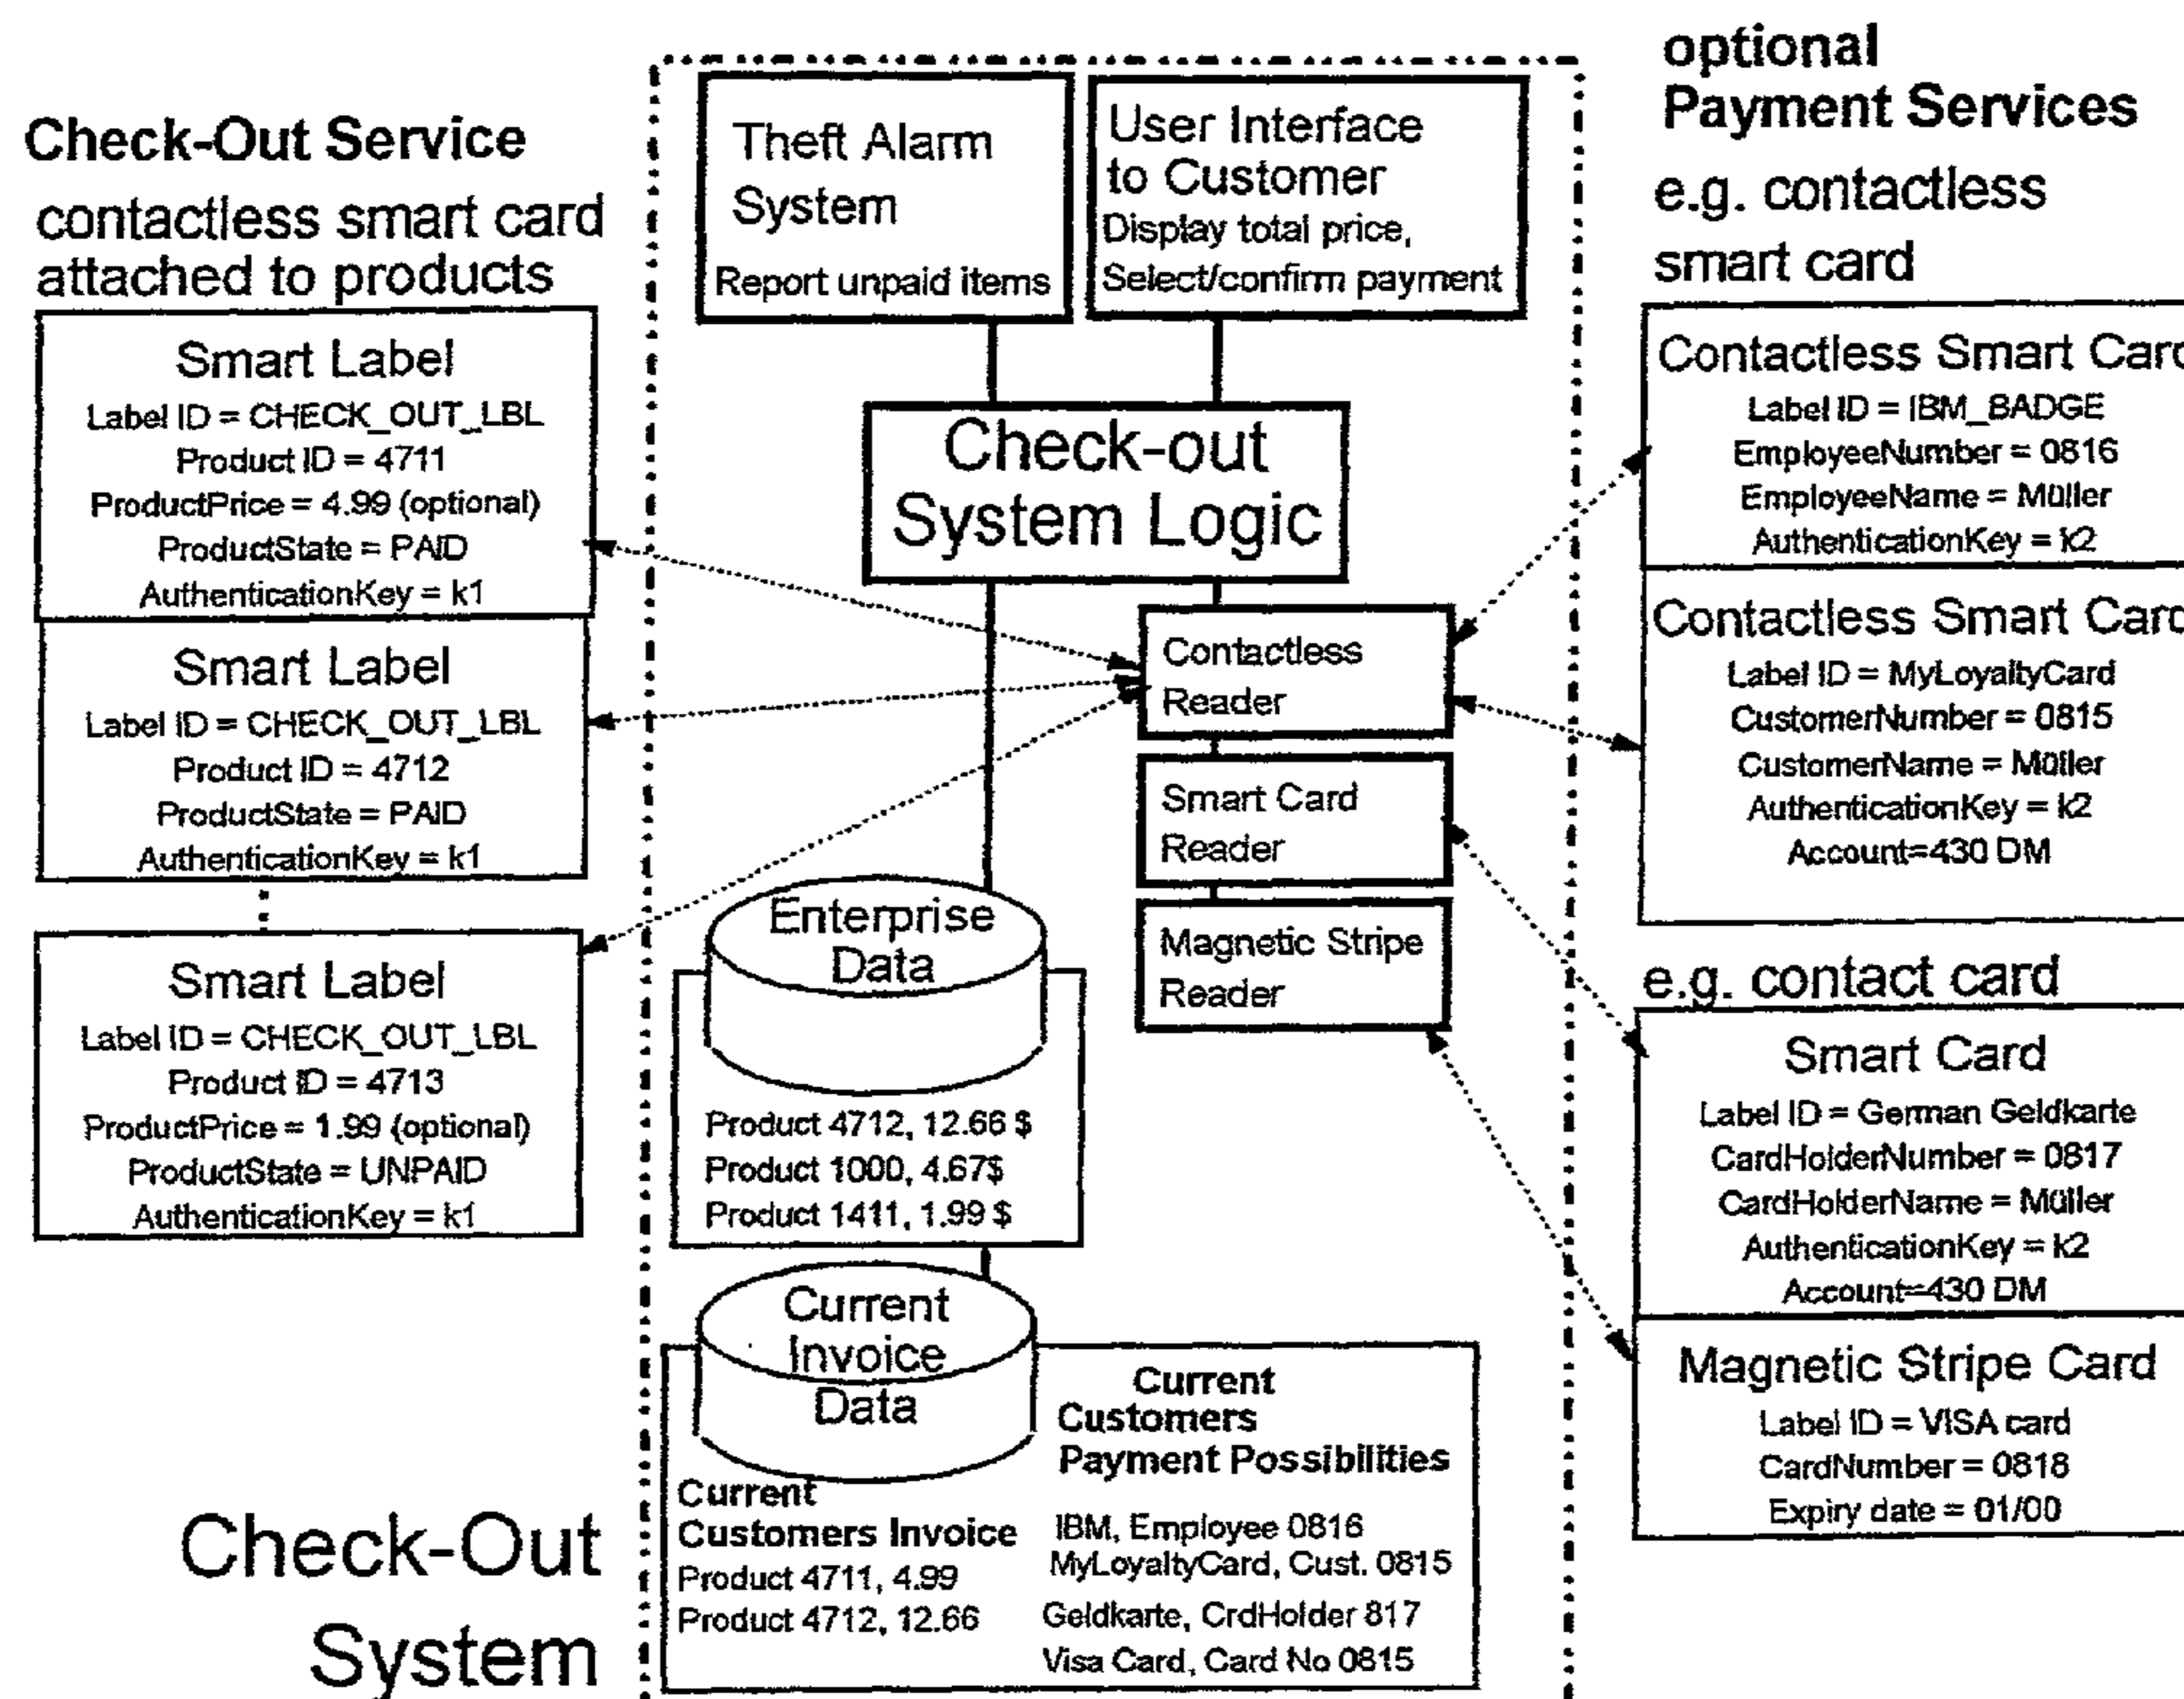 Check-Out Service
contactless smart card
attached to products
Smart Label
Label ID = CHECK_OUT_LBL
Product ID = 4711
ProductPrice = 4.99 (optional)
ProductState = PAID
AuthenticationKey = k1
Smart Label
Label ID = CHECK_OUT_LBL
Product ID = 4712
ProductState = PAID
AuthenticationKey = k1
Smart Label
Label ID = CHECK_OUT_LBL
Product ID = 4713
ProductPrice = 1.99 (optional)
ProductState = UNPAID
AuthenticationKey = k1
Check-Out
System
Theft Alarm
System
Report unpaid items
User Interface
to Customer
Display total price,
Select/confirm payment
Check-out
System Logic
Contactless
Reader
Smart Card
Reader
Magnetic Stripe
Reader
Enterprise
Data
Product 4712, 12.66 $
Product 1000, 4.67$
Product 1411, 1.99 $
Current
Invoice
Data
Current
Customers Invoice
Product 4711, 4.99
Product 4712, 12.66
Current
Customers
Payment Possibilities
IBM, Employee 0816
MyLoyaltyCard, Cust. 0815
Geldkarte, CrdHolder 817
Visa Card, Card No 0815
optional
Payment Services
e.g. contactless
smart card
Contactless Smart Card
Label ID = IBM_BADGE
EmployeeNumber = 0816
EmployeeName = Müller
AuthenticationKey = k2
Contactless Smart Card
Label ID = MyLoyaltyCard
CustomerNumber = 0815
CustomerName = Müller
AuthenticationKey = k2
Account=430 DM
e.g. contact card
Smart Card
Label ID = German Geldkarte
CardHolderNumber = 0817
CardHolderName = Müller
AuthenticationKey = k2
Account=430 DM
Magnetic Stripe Card
Label ID = VISA card
CardNumber = 0818
Expiry date = 01/00